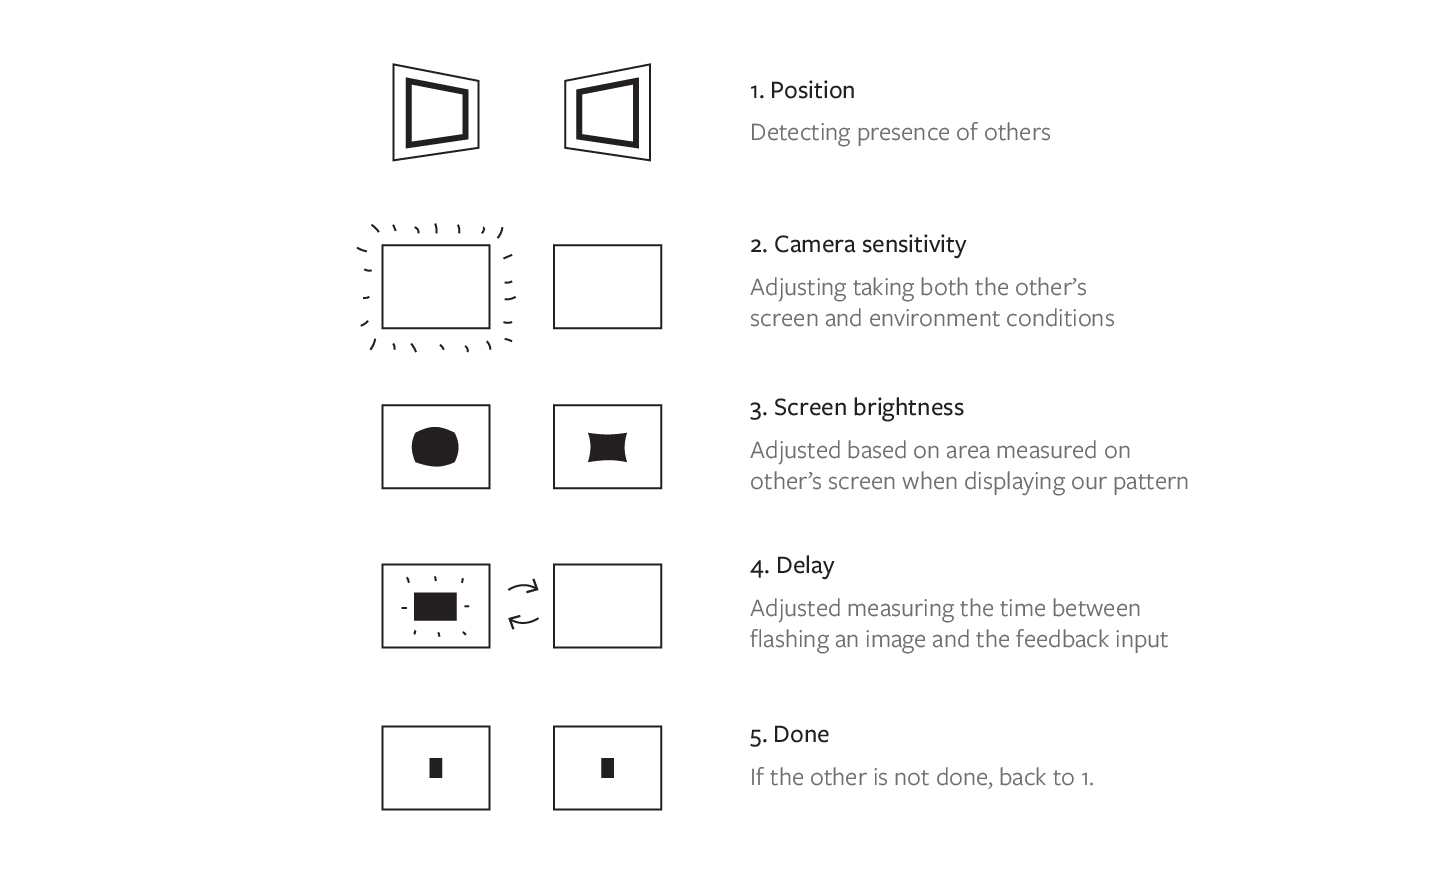 1. Position
Detecting presence of others
2. Camera sensitivity
Adjusting taking both the other’s
screen and environment conditions
3. Screen brightness
Adjusted based on area measured on
other’s screen when displaying our pattern
4. Delay
Adjusted measuring the time between
flashing an image and the feedback input
5. Done
If the other is not done, back to 1.